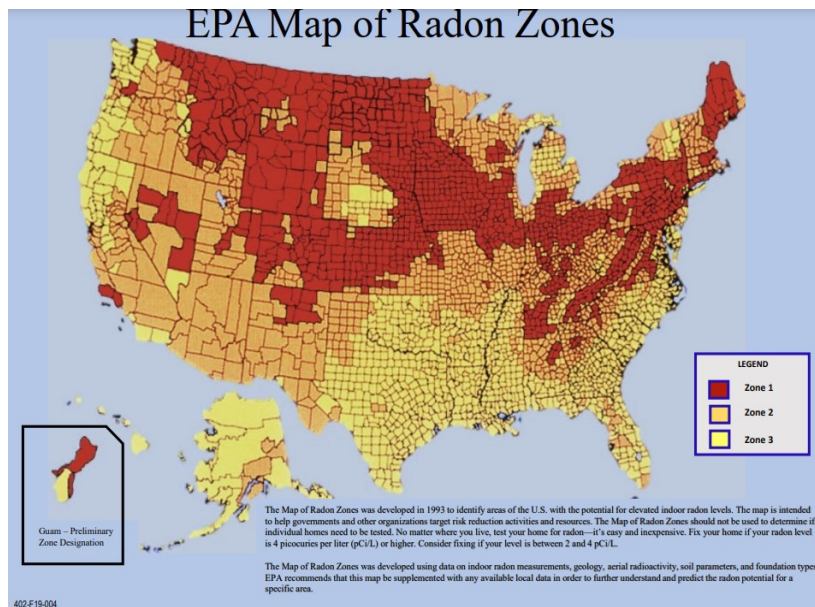 EPA Map of Radon Zones
LEGEND
Zone 1
Zone 2
Zone 3
Guam – Preliminary
Zone Designation
The Map of Radon Zones was developed in 1993 to identify areas of the U.S. with the potential for elevated indoor radon levels. The map is intended
to help governments and other organizations target risk reduction activities and resources. The Map of Radon Zones should not be used to determine if
individual homes need to be tested. No matter where you live, test your home for radon—it's easy and inexpensive. Fix your home if your radon level
is 4 picocuries per liter (pCi/L) or higher. Consider fixing if your level is between 2 and 4 pCi/L.
The Map of Radon Zones was developed using data on indoor radon measurements, geology, aerial radioactivity, soil parameters, and foundation types.
EPA recommends that this map be supplemented with any available local data in order to further understand and predict the radon potential for a
specific area.
402-F19-004